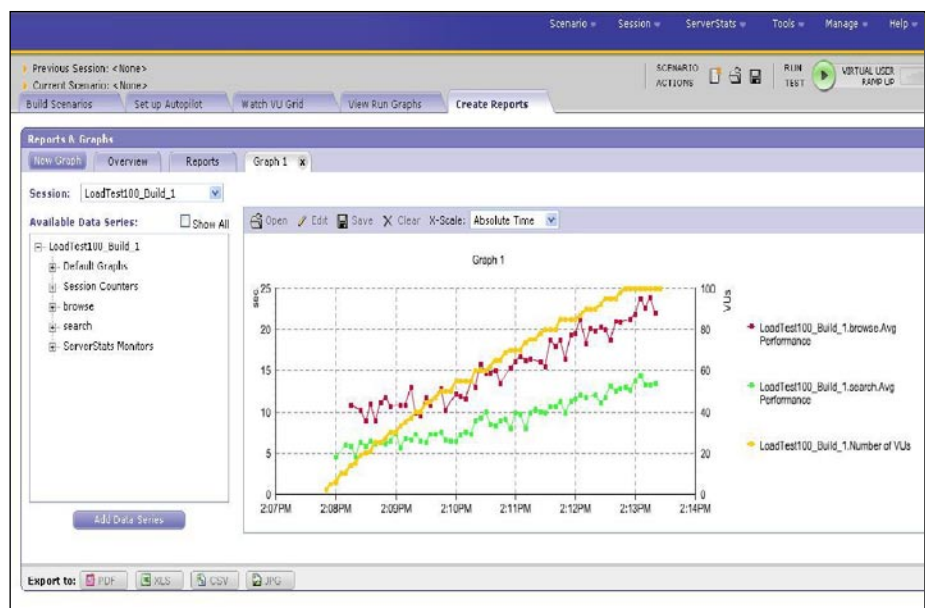 Scenario Session ServerStats Tools Manage Help
Previous Session: <None>
Current Scenario: <None>
SCENARIO ACTIONS
RUN TEST
VIRTUAL USER RAMP UP
Build Scenarios Set up Autopilot Watch VU Grid View Run Graphs Create Reports
Reports & Graphs
New Graph Overview Reports Graph 1 x
Session: LoadTest100_Build_1
Available Data Series: Show All
LoadTest100_Build_1
Default Graphs
Session Counters
browse
search
ServerStats Monitors
Add Data Series
Open Edit Save Clear X-Scale: Absolute Time
Graph 1
sec.
25
20
15
10
5
0
VUs
100
80
60
40
20
0
2:07PM 2:08PM 2:09PM 2:10PM 2:11PM 2:12PM 2:13PM 2:14PM
LoadTest100_Build_1.browse.Avg
Performance
LoadTest100_Build_1.search.Avg
Performance
LoadTest100_Build_1.Number of VUs
Export to: PDF XLS CSV JPG